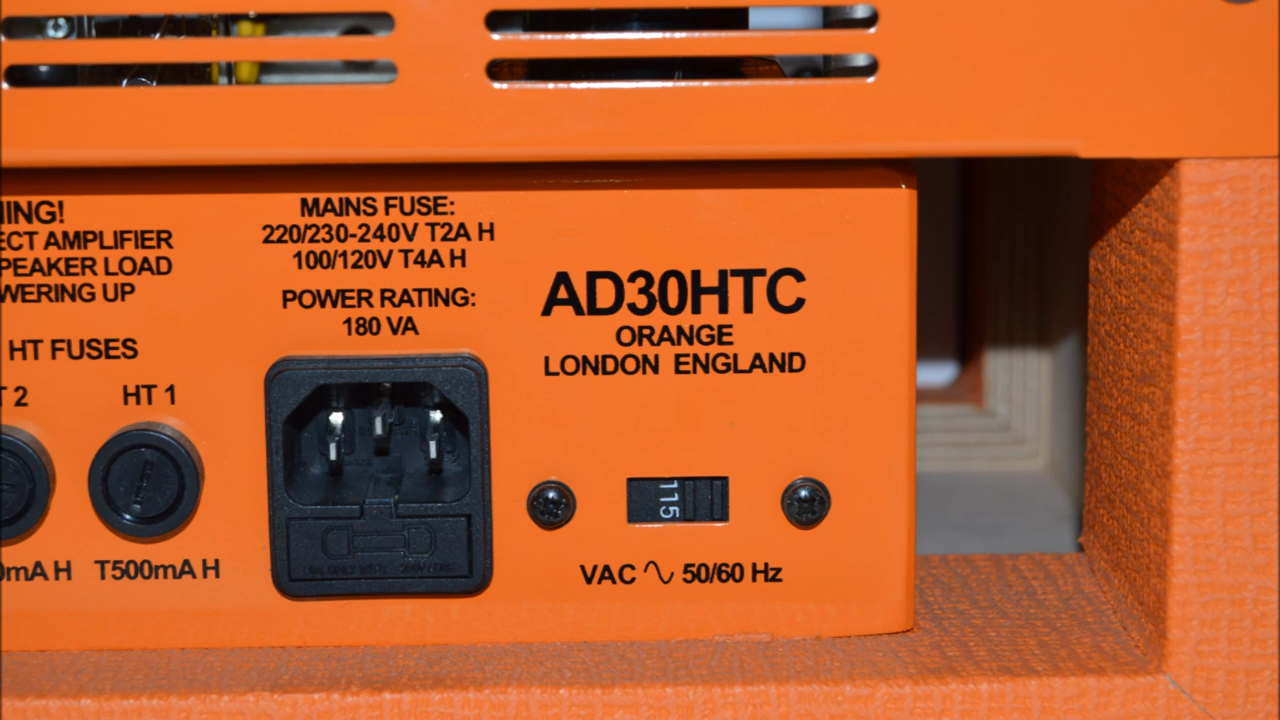 ING!
ECT AMPLIFIER
PEAKER LOAD
WERING UP
HT FUSES
T 2
HT 1
0mA H
T500mA H
MAINS FUSE:
220/230-240V T2A H
100/120V T4A H
POWER RATING:
180 VA
AD30HTC
ORANGE
LONDON ENGLAND
115
VAC ∿ 50/60 Hz